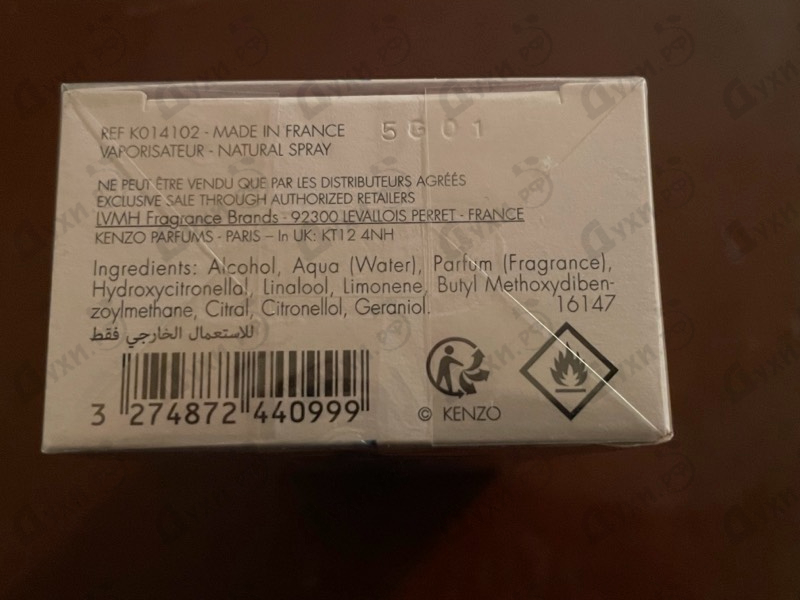 REF K014102 - MADE IN FRANCE 5G01
VAPORISATEUR - NATURAL SPRAY
NE PEUT ÊTRE VENDU QUE PAR LES DISTRIBUTEURS AGRÉÉS
EXCLUSIVE SALE THROUGH AUTHORIZED RETAILERS
LVMH Fragrance Brands - 92300 LEVALLOIS PERRET - FRANCE
KENZO PARFUMS - PARIS – In UK: KT12 4NH
Ingredients: Alcohol, Aqua (Water), Parfum (Fragrance),
Hydroxycitronellal, Linalool, Limonene, Butyl Methoxydiben-
zoylmethane, Citral, Citronellol, Geraniol. 16147
للاستعمال الخارجي فقط
3 274872 440999
© KENZO
Духи.рф